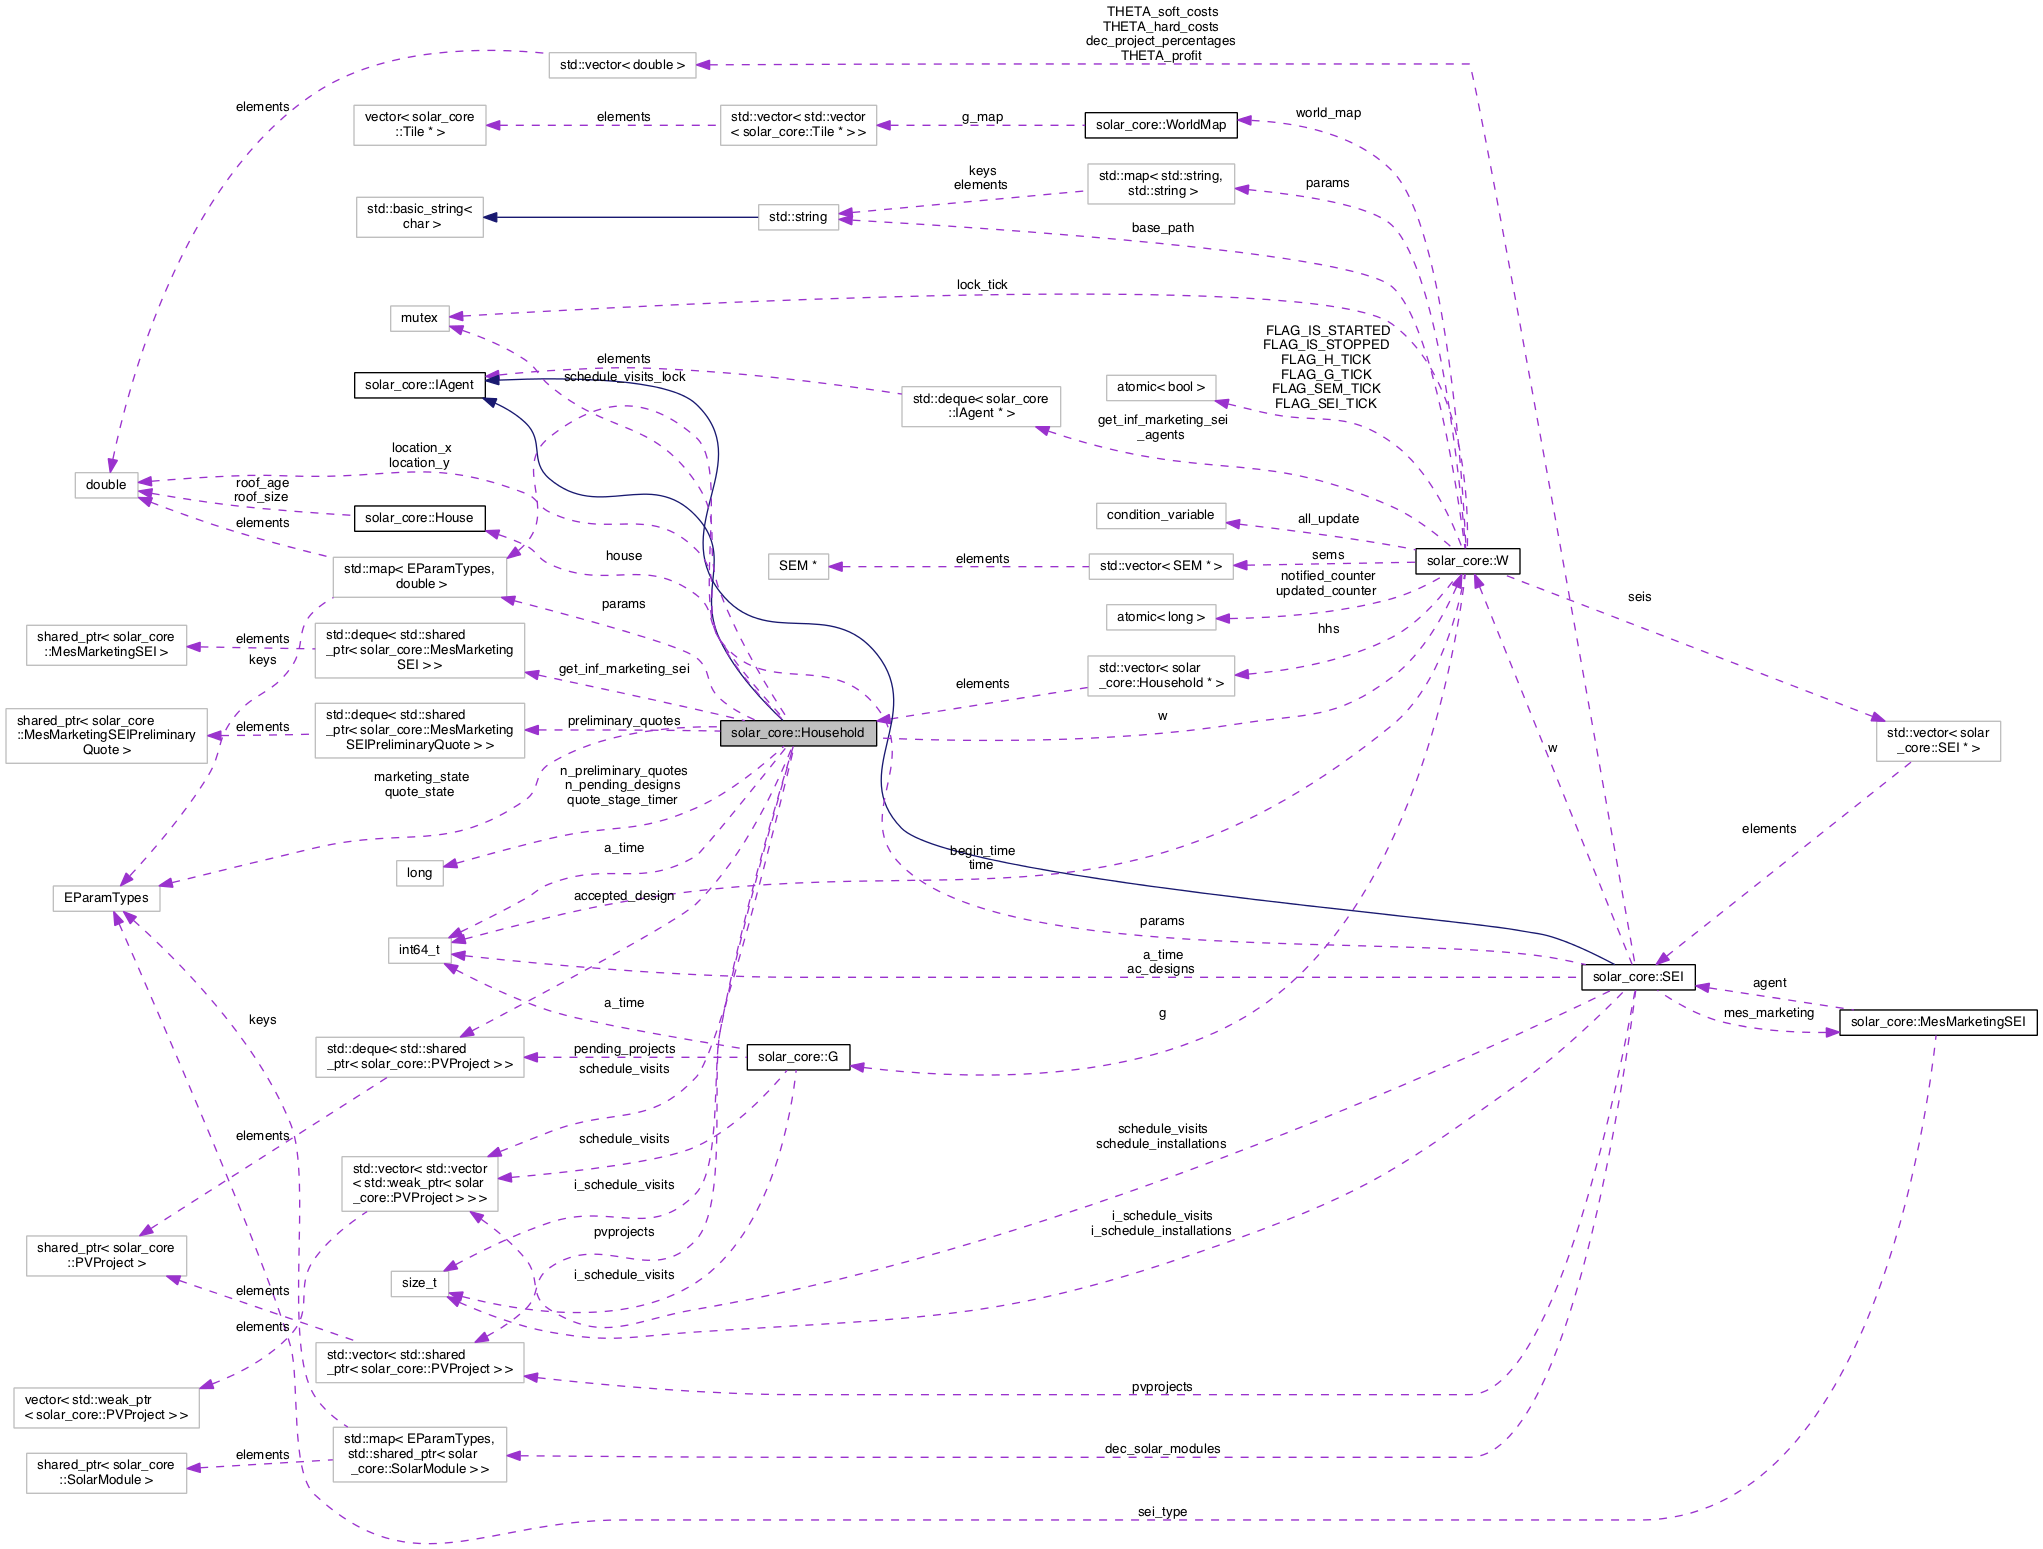 THETA_soft_costs
THETA_hard_costs
dec_project_percentages
THETA_profit
std::vector< double >
elements
vector< solar_core
::Tile * >
elements
std::vector< std::vector
< solar_core::Tile * > >
g_map
solar_core::WorldMap
world_map
std::map< std::string,
std::string >
params
keys
elements
std::basic_string<
char >
std::string
base_path
lock_tick
mutex
FLAG_IS_STARTED
FLAG_IS_STOPPED
FLAG_H_TICK
FLAG_G_TICK
FLAG_SEM_TICK
FLAG_SEI_TICK
elements
schedule_visits_lock
solar_core::IAgent
std::deque< solar_core
::IAgent * >
atomic< bool >
get_inf_marketing_sei
_agents
location_x
location_y
double
roof_age
roof_size
elements
solar_core::House
condition_variable
all_update
house
std::map< EParamTypes,
double >
SEM *
elements
std::vector< SEM * >
sems
solar_core::W
notified_counter
updated_counter
atomic< long >
seis
params
hhs
shared_ptr< solar_core
::MesMarketingSEI >
elements
keys
std::deque< std::shared
_ptr< solar_core::MesMarketing
SEI > >
get_inf_marketing_sei
std::vector< solar
_core::Household * >
elements
shared_ptr< solar_core
::MesMarketingSEIPreliminary
Quote >
elements
std::deque< std::shared
_ptr< solar_core::MesMarketing
SEIPreliminaryQuote > >
preliminary_quotes
solar_core::Household
w
w
std::vector< solar
_core::SEI * >
marketing_state
quote_state
n_preliminary_quotes
n_pending_designs
quote_stage_timer
elements
a_time
begin_time
time
long
EParamTypes
accepted_design
params
int64_t
a_time
ac_designs
solar_core::SEI
agent
mes_marketing
solar_core::MesMarketingSEI
a_time
g
keys
std::deque< std::shared
_ptr< solar_core::PVProject > >
pending_projects
schedule_visits
solar_core::G
elements
schedule_visits
schedule_visits
schedule_installations
std::vector< std::vector
< std::weak_ptr< solar
_core::PVProject > > >
i_schedule_visits
pvprojects
i_schedule_visits
i_schedule_installations
shared_ptr< solar_core
::PVProject >
size_t
i_schedule_visits
elements
elements
std::vector< std::shared
_ptr< solar_core::PVProject > >
pvprojects
vector< std::weak_ptr
< solar_core::PVProject > >
std::map< EParamTypes,
std::shared_ptr< solar
_core::SolarModule > >
dec_solar_modules
elements
shared_ptr< solar_core
::SolarModule >
sei_type